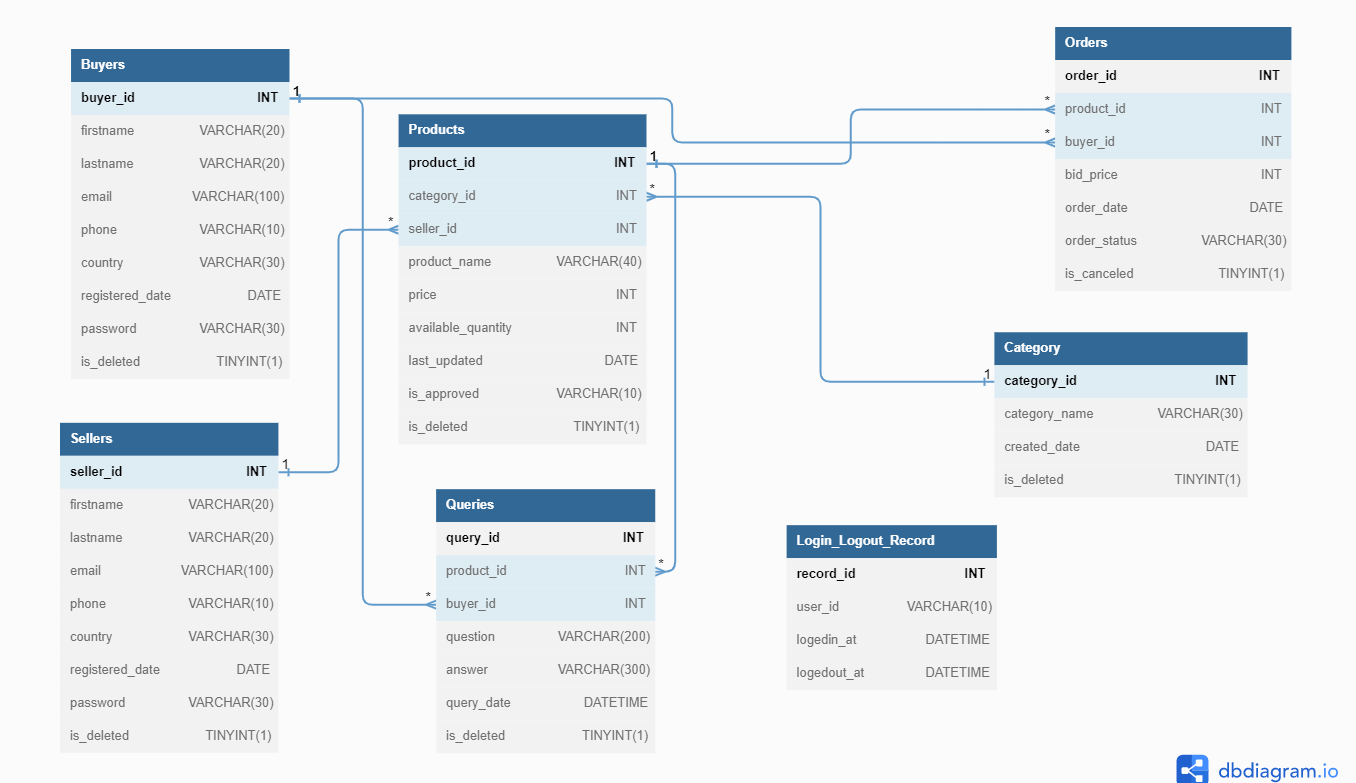 Buyers
buyer_id INT
firstname VARCHAR(20)
lastname VARCHAR(20)
email VARCHAR(100)
phone VARCHAR(10)
country VARCHAR(30)
registered_date DATE
password VARCHAR(30)
is_deleted TINYINT(1)
1
Sellers
seller_id INT
firstname VARCHAR(20)
lastname VARCHAR(20)
email VARCHAR(100)
phone VARCHAR(10)
country VARCHAR(30)
registered_date DATE
password VARCHAR(30)
is_deleted TINYINT(1)
1
Products
product_id INT
category_id INT
seller_id INT
product_name VARCHAR(40)
price INT
available_quantity INT
last_updated DATE
is_approved VARCHAR(10)
is_deleted TINYINT(1)
1
*
*
Queries
query_id INT
product_id INT
buyer_id INT
question VARCHAR(200)
answer VARCHAR(300)
query_date DATETIME
is_deleted TINYINT(1)
*
*
Orders
order_id INT
product_id INT
buyer_id INT
bid_price INT
order_date DATE
order_status VARCHAR(30)
is_canceled TINYINT(1)
*
*
Category
category_id INT
category_name VARCHAR(30)
created_date DATE
is_deleted TINYINT(1)
1
Login_Logout_Record
record_id INT
user_id VARCHAR(10)
logedin_at DATETIME
logedout_at DATETIME
dbdiagram.io